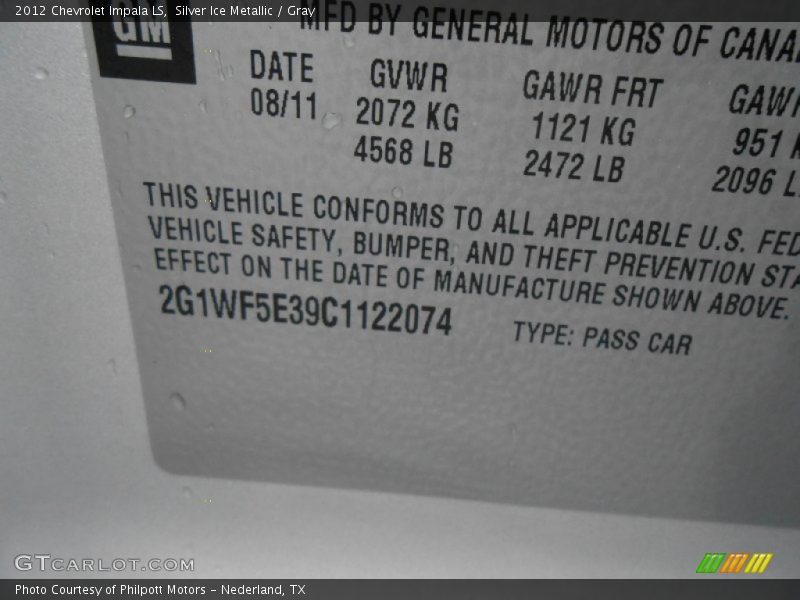 2012 Chevrolet Impala LS, Silver Ice Metallic / Gray
GM
MFD BY GENERAL MOTORS OF
DATE GVWR GAWR FRT
08/11 2072 KG 1121 KG 951
4568 LB 2472 LB 2096
THIS VEHICLE CONFORMS TO ALL APPLICABLE U.S.
VEHICLE SAFETY, BUMPER, AND THEFT PREVENTION
EFFECT ON THE DATE OF MANUFACTURE SHOWN ABOVE.
2G1WF5E39C1122074 TYPE: PASS CAR
GTCARLOT.COM
Photo Courtesy of Philpott Motors - Nederland, TX